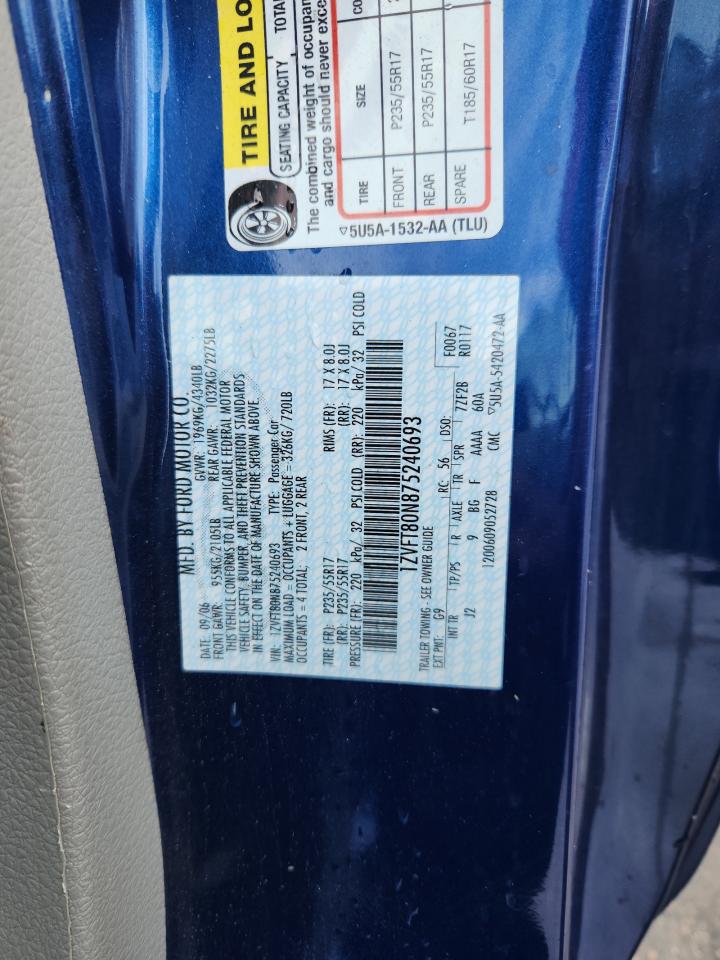 TIRE AND LO
SEATING CAPACITY TOTA
The combined weight of occupan
and cargo should never exce
TIRE SIZE CO
FRONT P235/55R17
REAR P235/55R17
SPARE T185/60R17
▽5U5A-1532-AA (TLU)
MFD. BY FORD MOTOR CO.
09/06 GVWR: 1969KG/4340LB
FRONT GAWR: 955KG/2105LB REAR GAWR: 1032KG/2275LB
THIS VEHICLE CONFORMS TO ALL APPLICABLE FEDERAL MOTOR
VEHICLE SAFETY, BUMPER, AND THEFT PREVENTION STANDARDS
IN EFFECT ON THE DATE OF MANUFACTURE SHOWN ABOVE.
VIN: 1ZVFT80N875240693 TYPE: Passenger Car
MAXIMUM LOAD = OCCUPANTS + LUGGAGE = 326KG/ 720LB
OCCUPANTS = 4 TOTAL: 2 FRONT, 2 REAR
TIRE (FR): P235/55R17 RIMS (FR): 17 X 8.0J
(RR): P235/55R17 (RR): 17 X 8.0J
PRESSURE (FR): 220 kPa/ 32 PSI COLD (RR): 220 kPa/ 32 PSI COLD
1ZVFT80N875240693
TRAILER TOWING - SEE OWNER GUIDE
EXT PNT: G9 RC: 56 DSO: F0067
INT TR TP/PS R AXLE TR SPR 7ZF2B R0117
J2 9 BG F AAAA 60A
120060905272​8 CMC ▽5U5A-5420472-AA